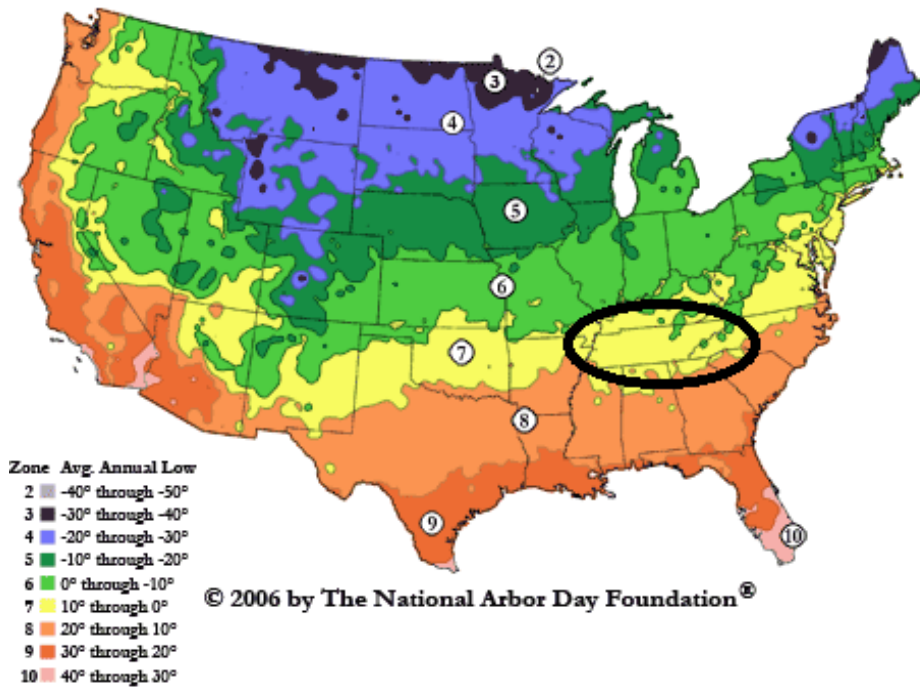 2
3
4
5
6
7
8
9
10
Zone Avg. Annual Low
2 -40° through -50°
3 -30° through -40°
4 -20° through -30°
5 -10° through -20°
6 0° through -10°
7 10° through 0°
8 20° through 10°
9 30° through 20°
10 40° through 30°
© 2006 by The National Arbor Day Foundation®